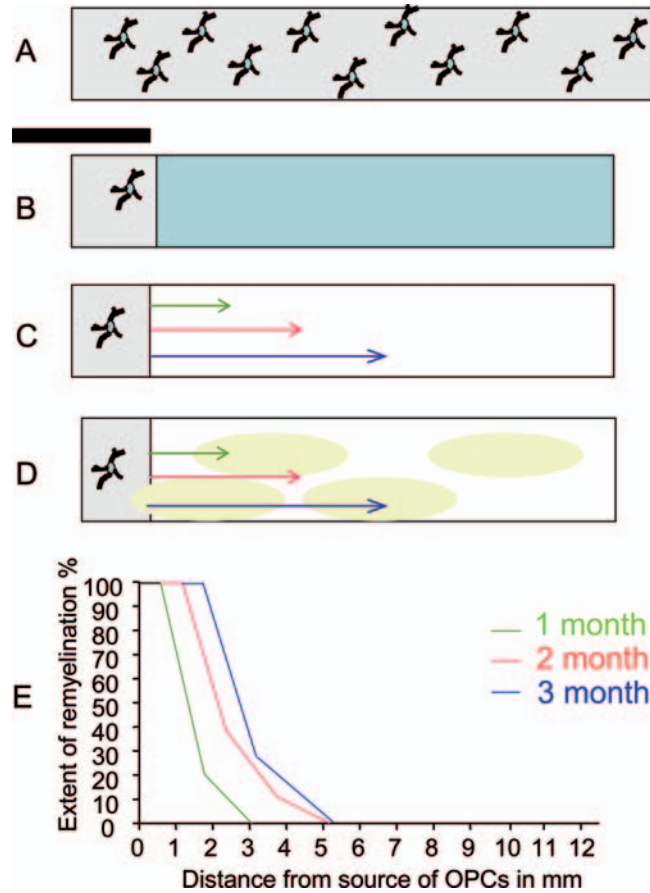 A
B
C
D
E
Extent of remyelination %
100
90
80
70
60
50
40
30
20
10
0
1 month
2 month
3 month
0 1 2 3 4 5 6 7 8 9 10 11 12
Distance from source of OPCs in mm